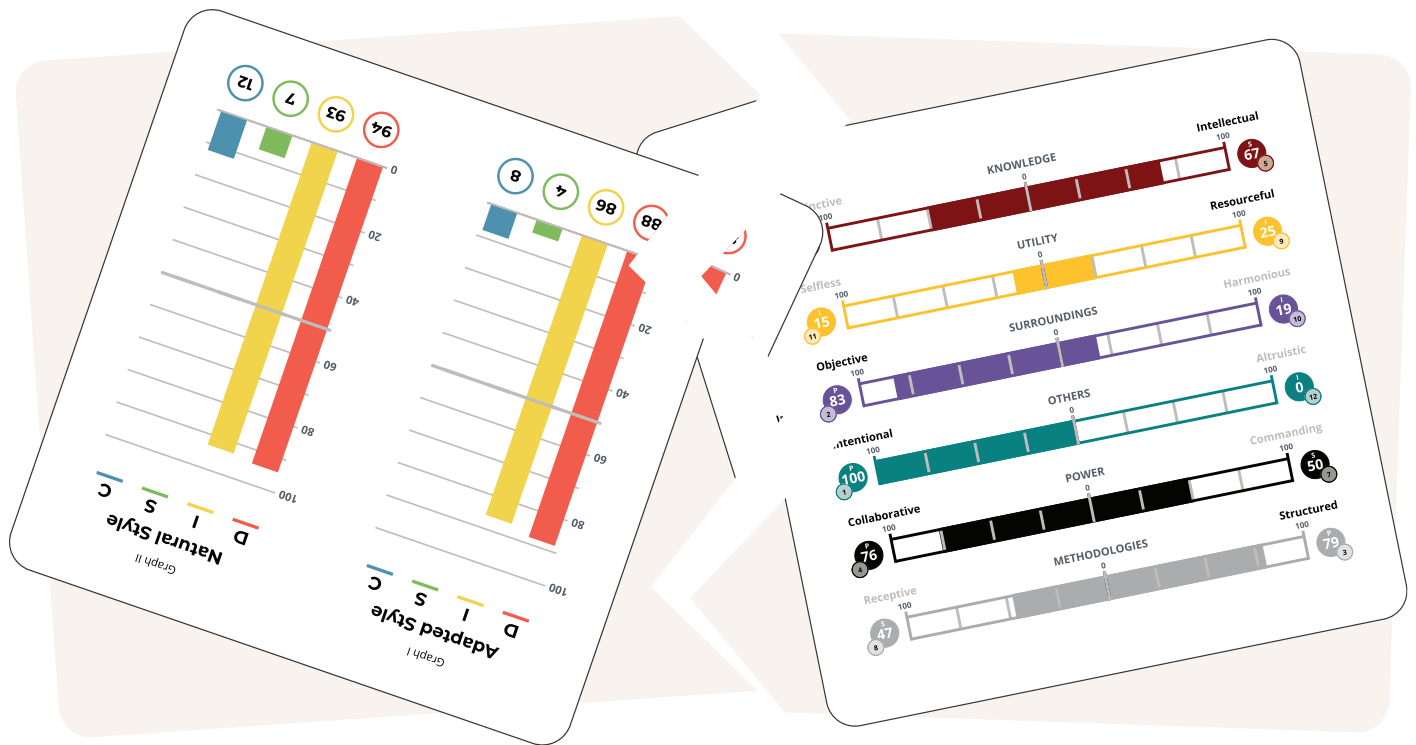 Graph I
Adapted Style
D I S C
100
80
60
40
20
0
88 86 4 8
Graph II
Natural Style
D I S C
100
80
60
40
20
0
94 93 7 12
KNOWLEDGE
Intellectual
0 100
S 67 5
UTILITY
Selfless Resourceful
100 0 100
I 15 11
I 25 9
SURROUNDINGS
Objective Harmonious
100 0 100
P 83 2
I 19 10
OTHERS
ntentional Altruistic
100 0 100
P 100 1
I 0 12
POWER
Collaborative Commanding
100 0 100
P 76 4
S 50 7
METHODOLOGIES
Receptive Structured
100 0 100
S 47 8
P 79 3